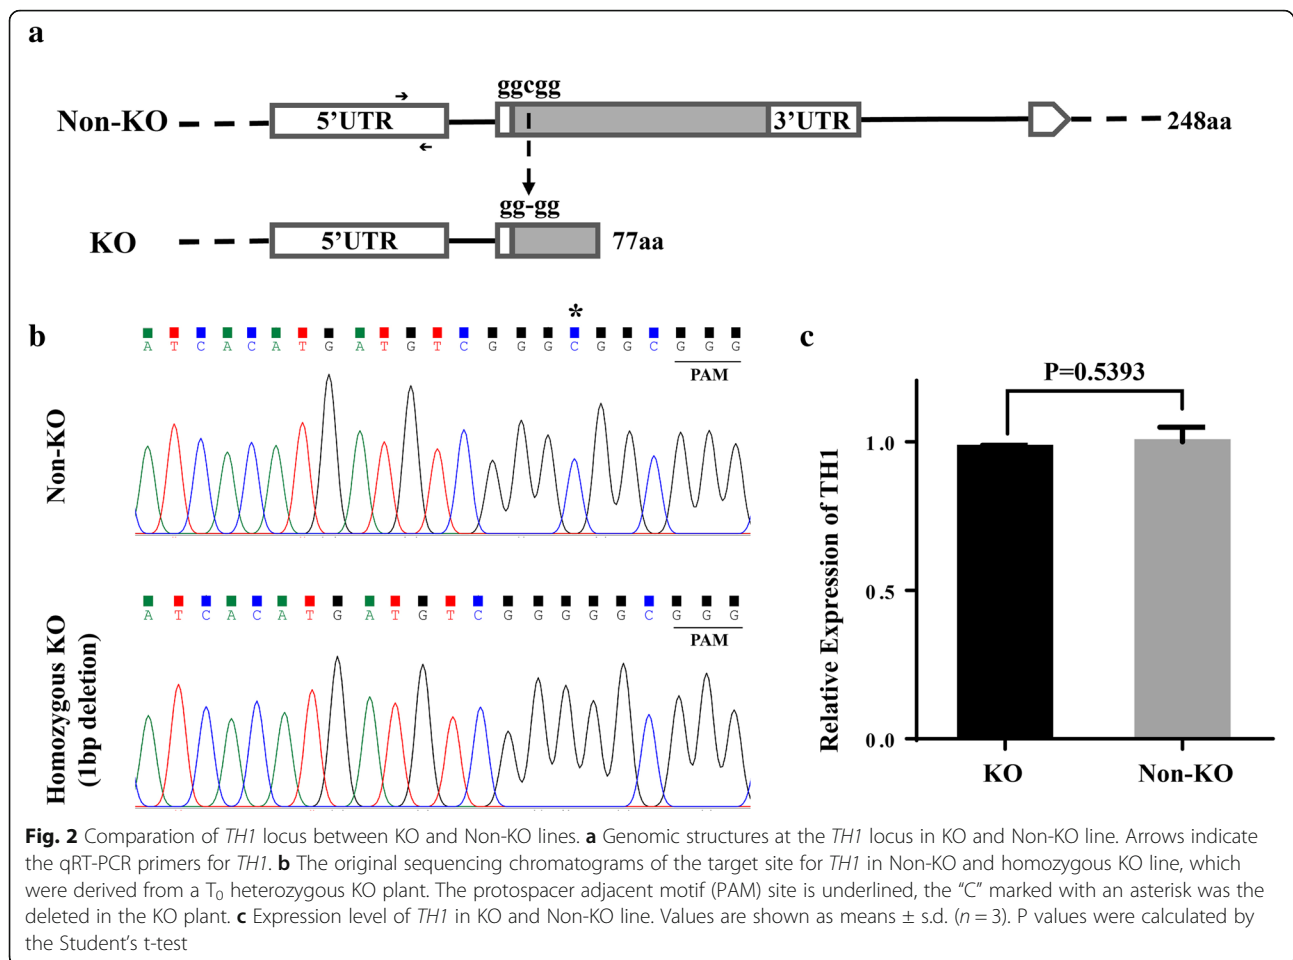 a
ggcgg
Non-KO 5'UTR 3'UTR 248aa
gg-gg
KO 5'UTR 77aa
b
*
A T C A C A T G A T G T C G G G C G G C G G G
PAM
Non-KO
A T C A C A T G A T G T C G G G G G C G G G
PAM
Homozygous KO
(1bp deletion)
c
P=0.5393
Relative Expression of TH1
1.0
0.5
0.0
KO Non-KO
Fig. 2 Comparation of TH1 locus between KO and Non-KO lines. a Genomic structures at the TH1 locus in KO and Non-KO line. Arrows indicate
the qRT-PCR primers for TH1. b The original sequencing chromatograms of the target site for TH1 in Non-KO and homozygous KO line, which
were derived from a T0 heterozygous KO plant. The protospacer adjacent motif (PAM) site is underlined, the “C” marked with an asterisk was the
deleted in the KO plant. c Expression level of TH1 in KO and Non-KO line. Values are shown as means ± s.d. (n = 3). P values were calculated by
the Student’s t-test